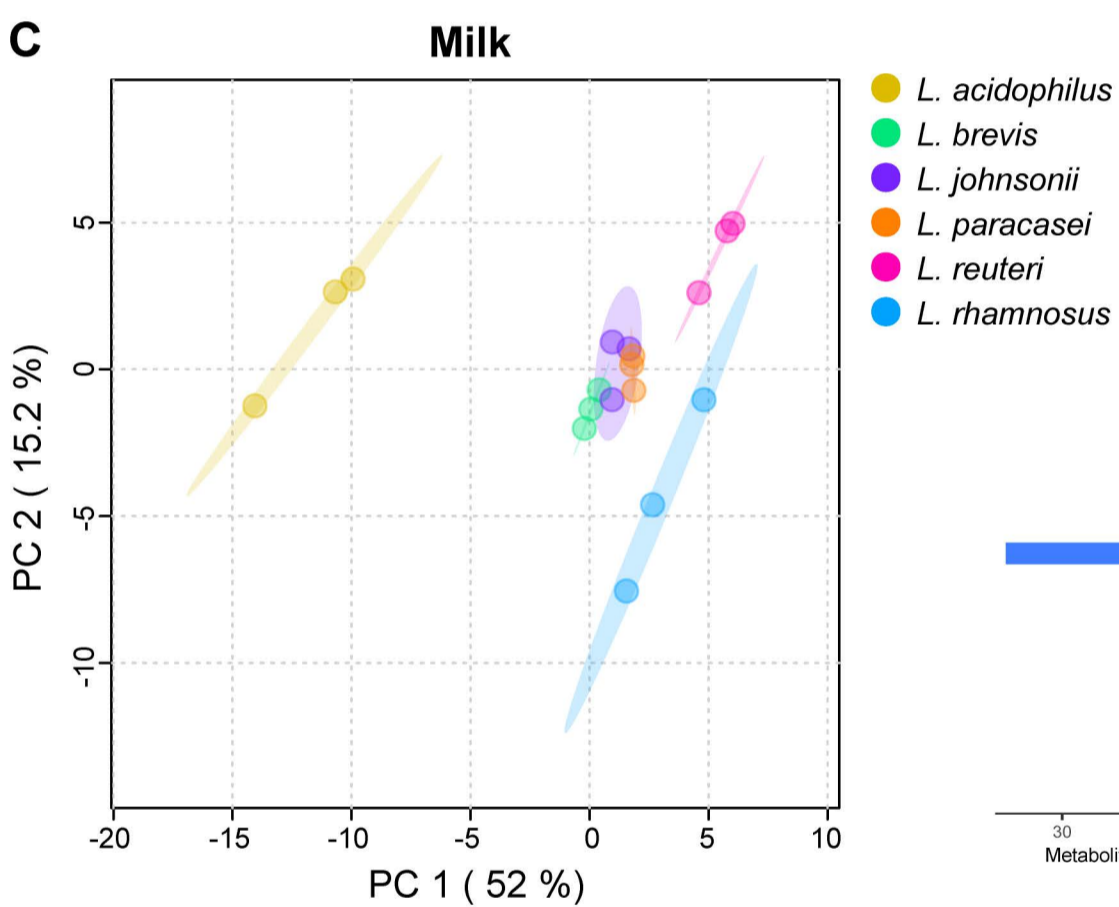 C
Milk
L. acidophilus
L. brevis
L. johnsonii
L. paracasei
L. reuteri
L. rhamnosus
PC 2 ( 15.2 %)
5
0
-5
-10
-20 -15 -10 -5 0 5 10
PC 1 ( 52 %)
30
Metaboli